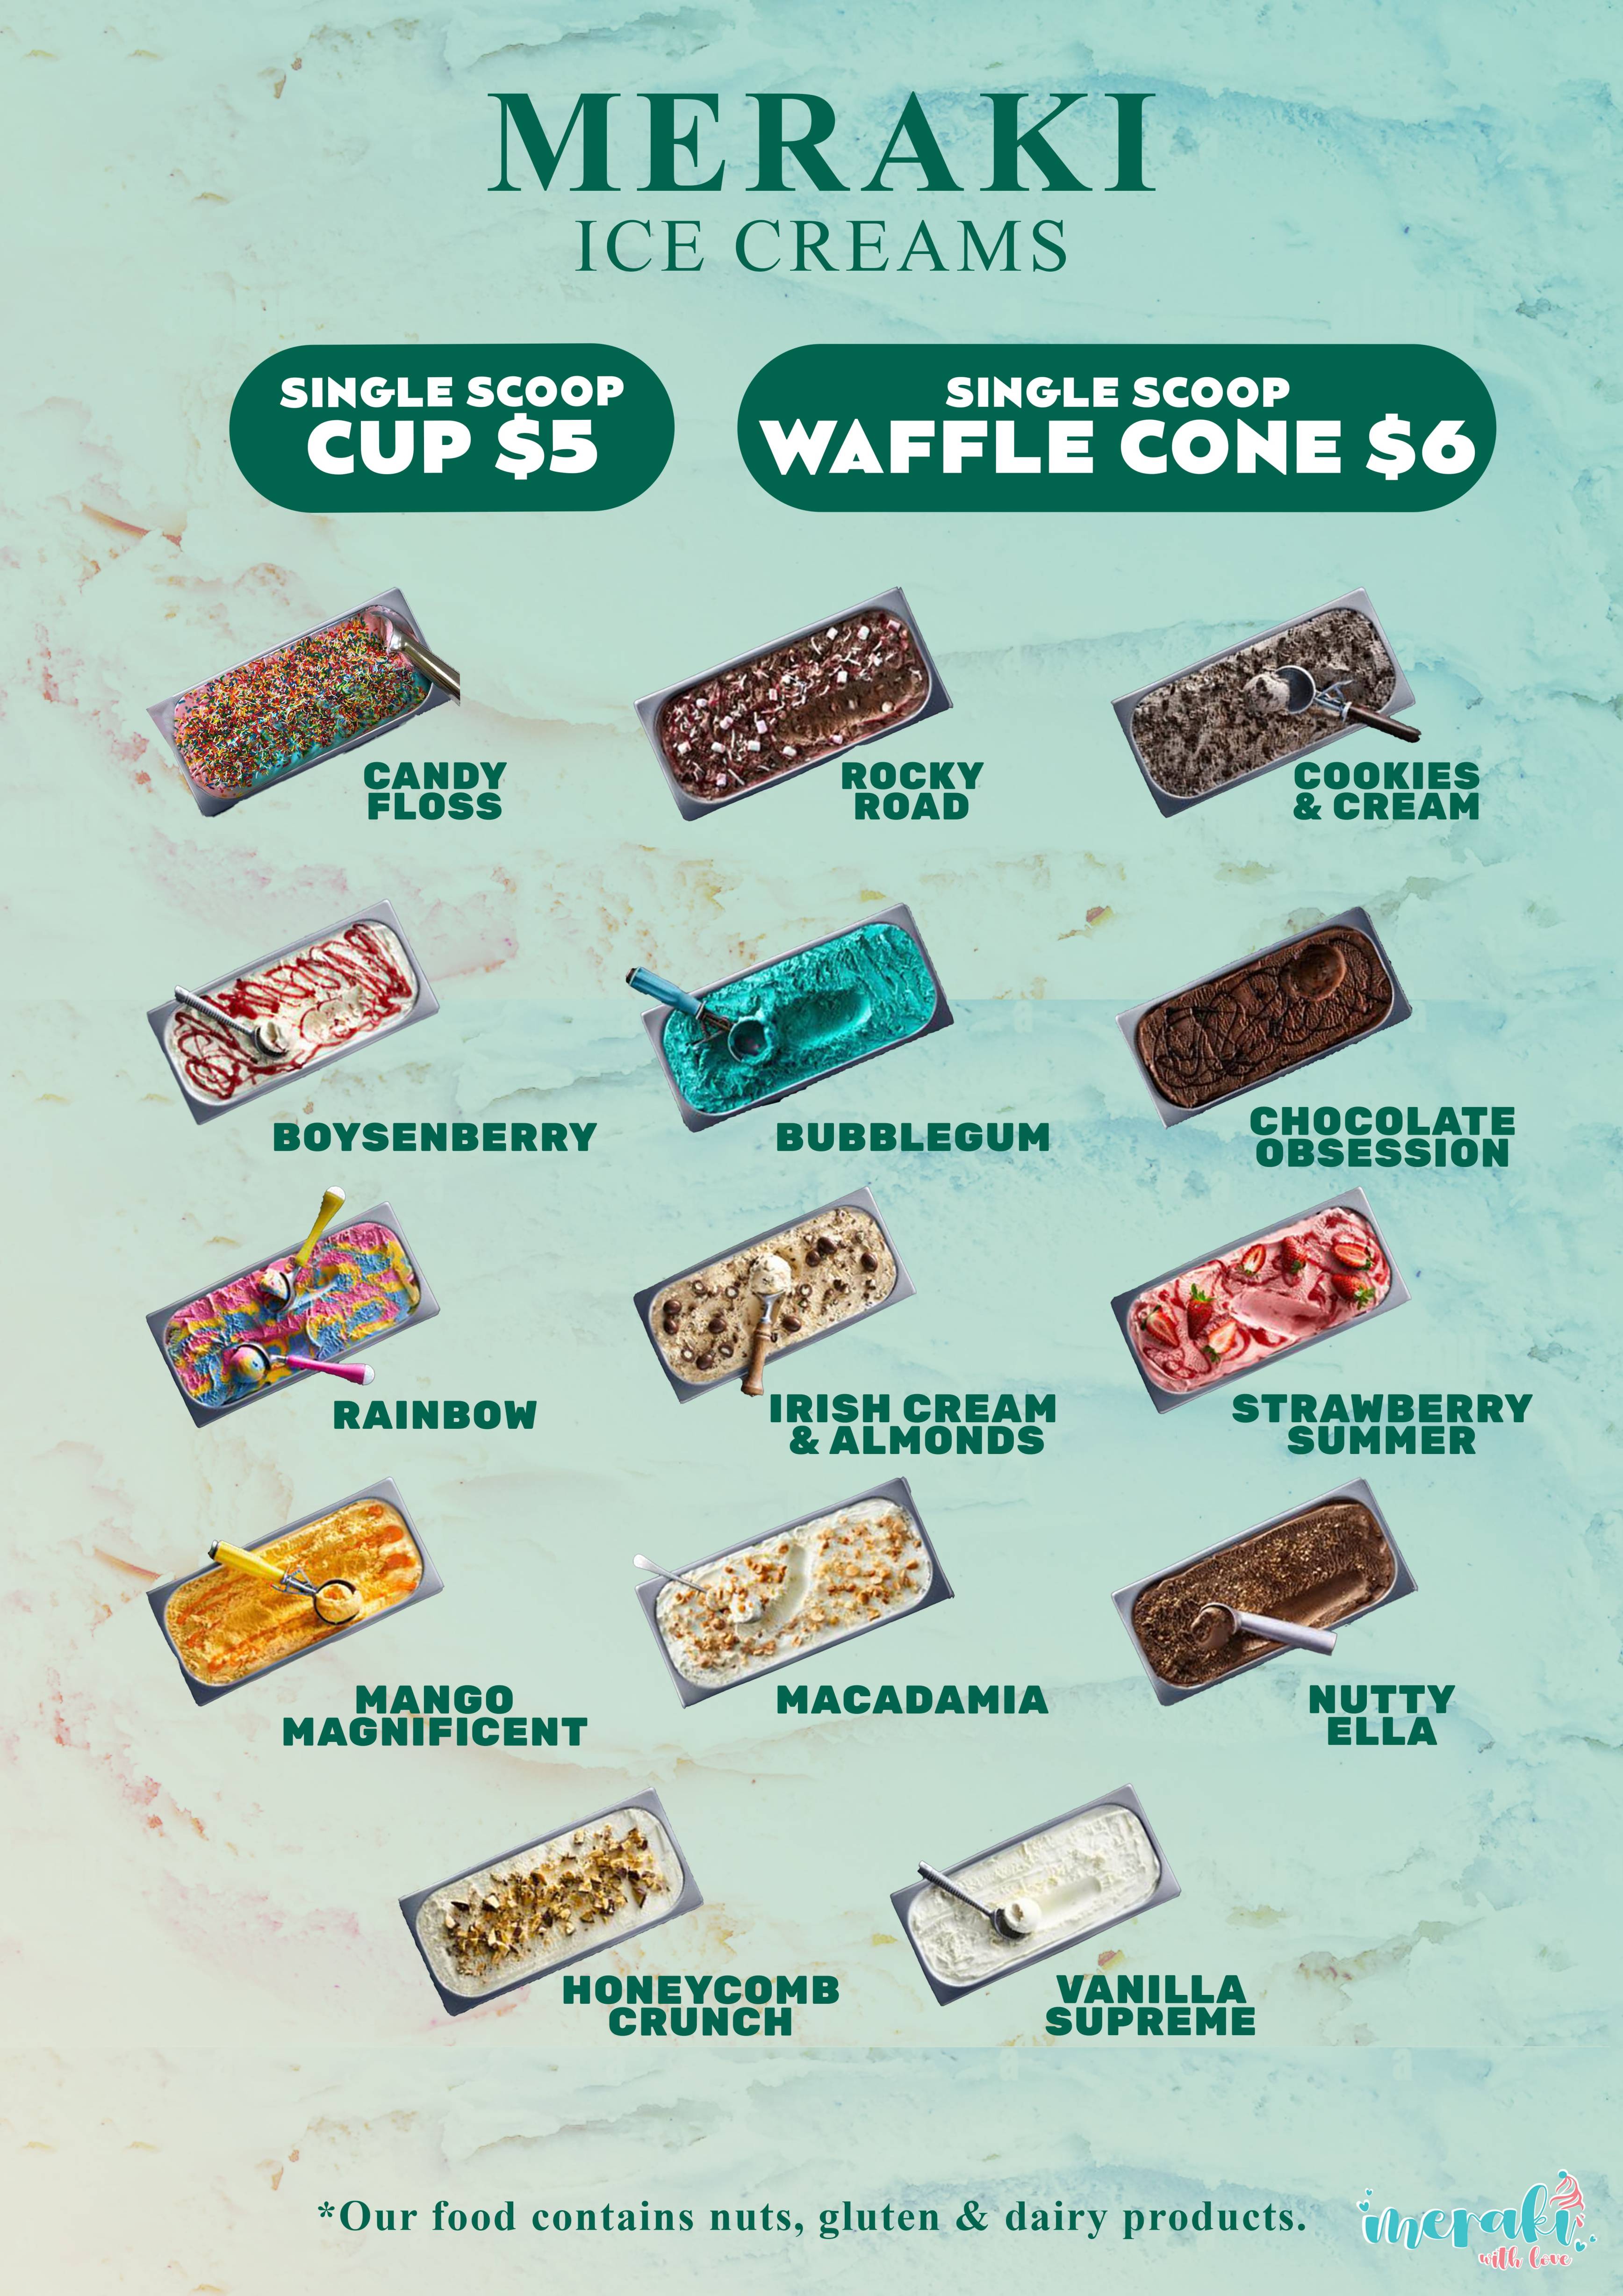 MERAKI
ICE CREAMS
SINGLE SCOOP
CUP $5
SINGLE SCOOP
WAFFLE CONE $6
CANDY
FLOSS
ROCKY
ROAD
COOKIES
& CREAM
BOYSENBERRY
BUBBLEGUM
CHOCOLATE
OBSESSION
RAINBOW
IRISH CREAM
& ALMONDS
STRAWBERRY
SUMMER
MANGO
MAGNIFICENT
MACADAMIA
NUTTY
ELLA
HONEYCOMB
CRUNCH
VANILLA
SUPREME
*Our food contains nuts, gluten & dairy products.
meraki
with love